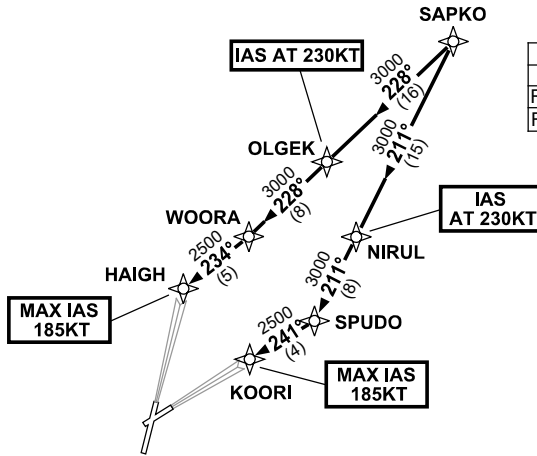 SAPKO
IAS AT 230KT
3000
228°
(16)
3000
211°
(15)
OLGEK
3000
228°
(8)
WOORA
IAS
AT 230KT
NIRUL
2500
234°
(5)
HAIGH
3000
211°
(8)
MAX IAS
185KT
SPUDO
2500
241°
(4)
KOORI
MAX IAS
185KT